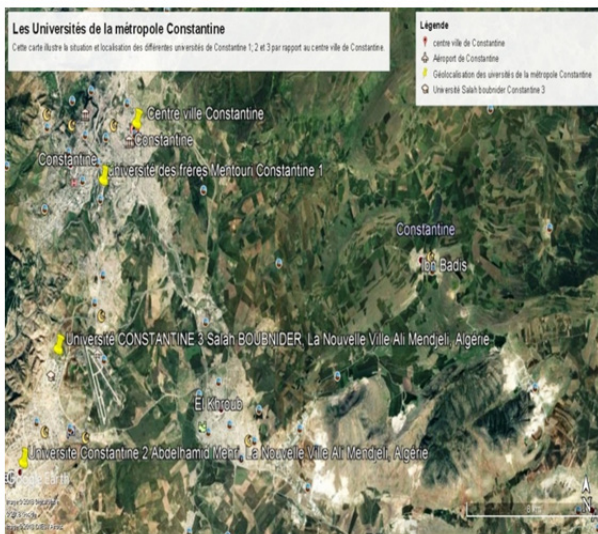 Les Universités de la métropole Constantine
Cette carte illustre la situation et localisation des différentes universités de Constantine 1; 2 et 3 par rapport au centre ville de Constantine.
Légende
centre ville de Constantine
Aéroport de Constantine
Géolocalisation des uiversités de la métropole Constantine
Université Salah boubnider Constantine 3
Centre ville Constantine
Constantine
Constantine
Université des frères Mentouri Constantine 1
Constantine
Ibn Badis
Université CONSTANTINE 3 Salah BOUBNIDER, La Nouvelle Ville Ali Mendjeli, Algérie
El Khroub
Université Constantine 2 Abdelhamid Mehri, La Nouvelle Ville Ali Mendjeli, Algérie
Google Earth